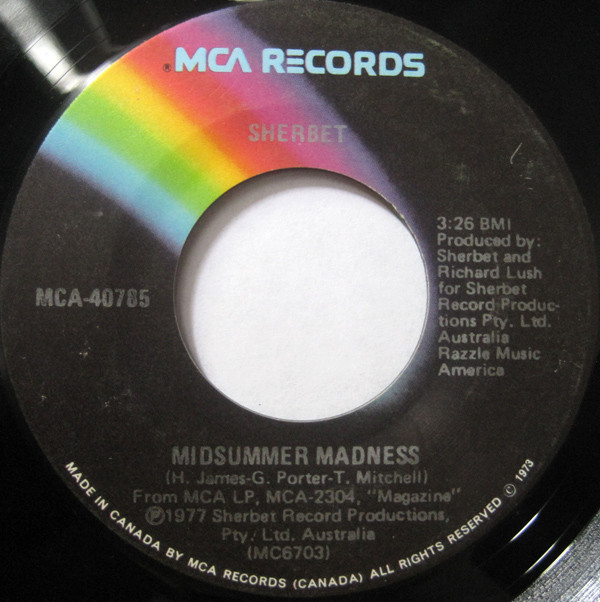 ® MCA RECORDS
SHERBET
3:26 BMI
Produced by:
Sherbet and
Richard Lush
for Sherbet
Record Produc-
tions Pty. Ltd.
Australia
Razzle Music
America
MCA-40785
MIDSUMMER MADNESS
(H. James-G. Porter-T. Mitchell)
From MCA LP, MCA-2304, "Magazine"
℗1977 Sherbet Record Productions,
Pty. Ltd. Australia
(MC6703)
MADE IN CANADA BY MCA RECORDS (CANADA) ALL RIGHTS RESERVED © 1973